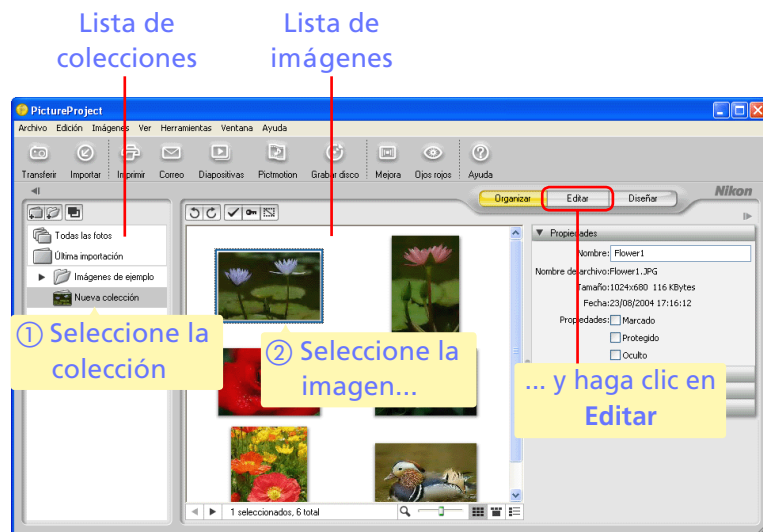 Lista de
colecciones
Lista de
imágenes
PictureProject
Archivo Edición Imágenes Ver Herramientas Ventana Ayuda
Transferir Importar Imprimir Correo Diapositivas Pictmotion Grabar disco Mejora Ojos rojos Ayuda
Organizar Editar Diseñar
Nikon
Todas las fotos
Última importación
Imágenes de ejemplo
Nueva colección
① Seleccione la
colección
② Seleccione la
imagen...
Propiedades
Nombre: Flower1
Nombre de archivo:Flower1.JPG
Tamaño:1024x680 116 KBytes
Fecha:23/08/2004 17:16:12
Propiedades: Marcado
Protegido
Oculto
... y haga clic en
Editar
1 seleccionados, 6 total